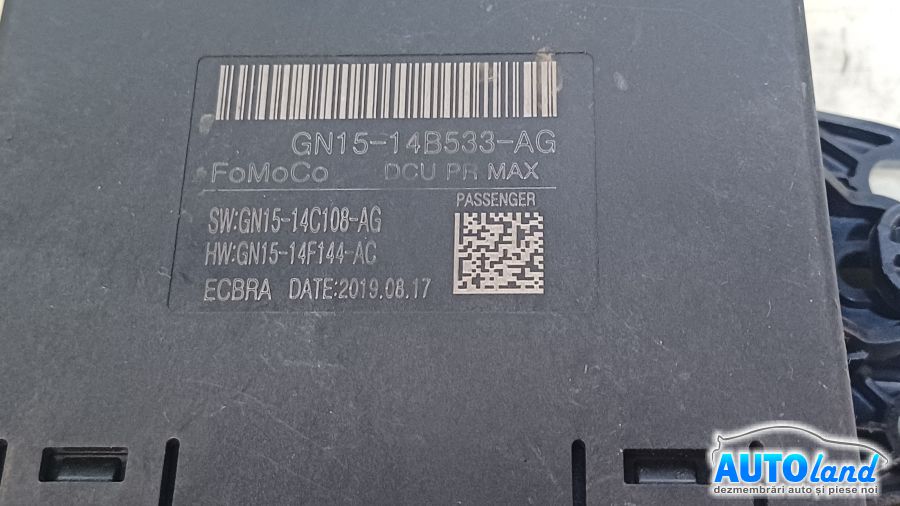 GN15-14B533-AG
FoMoCo DCU PR MAX
PASSENGER
SW:GN15-14C108-AG
HW:GN15-14F144-AC
ECBRA DATE:2019.08.17
AUTOland
dezmembrări auto și piese noi